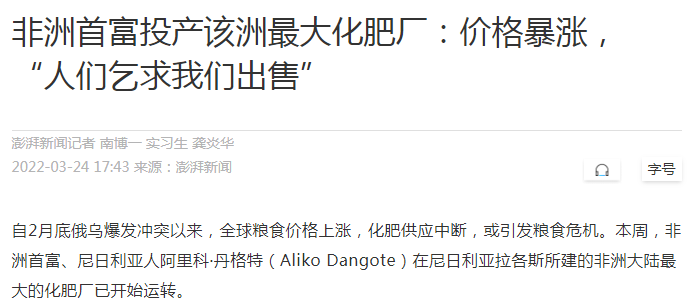 非洲首富投产该洲最大化肥厂：价格暴涨，
“人们乞求我们出售”
澎湃新闻记者 南博一 实习生 龚炎华
2022-03-24 17:43 来源：澎湃新闻
字号
自2月底俄乌爆发冲突以来，全球粮食价格上涨，化肥供应中断，或引发粮食危机。本周，非
洲首富、尼日利亚人阿里科·丹格特（Aliko Dangote）在尼日利亚拉各斯所建的非洲大陆最
大的化肥厂已开始运转。